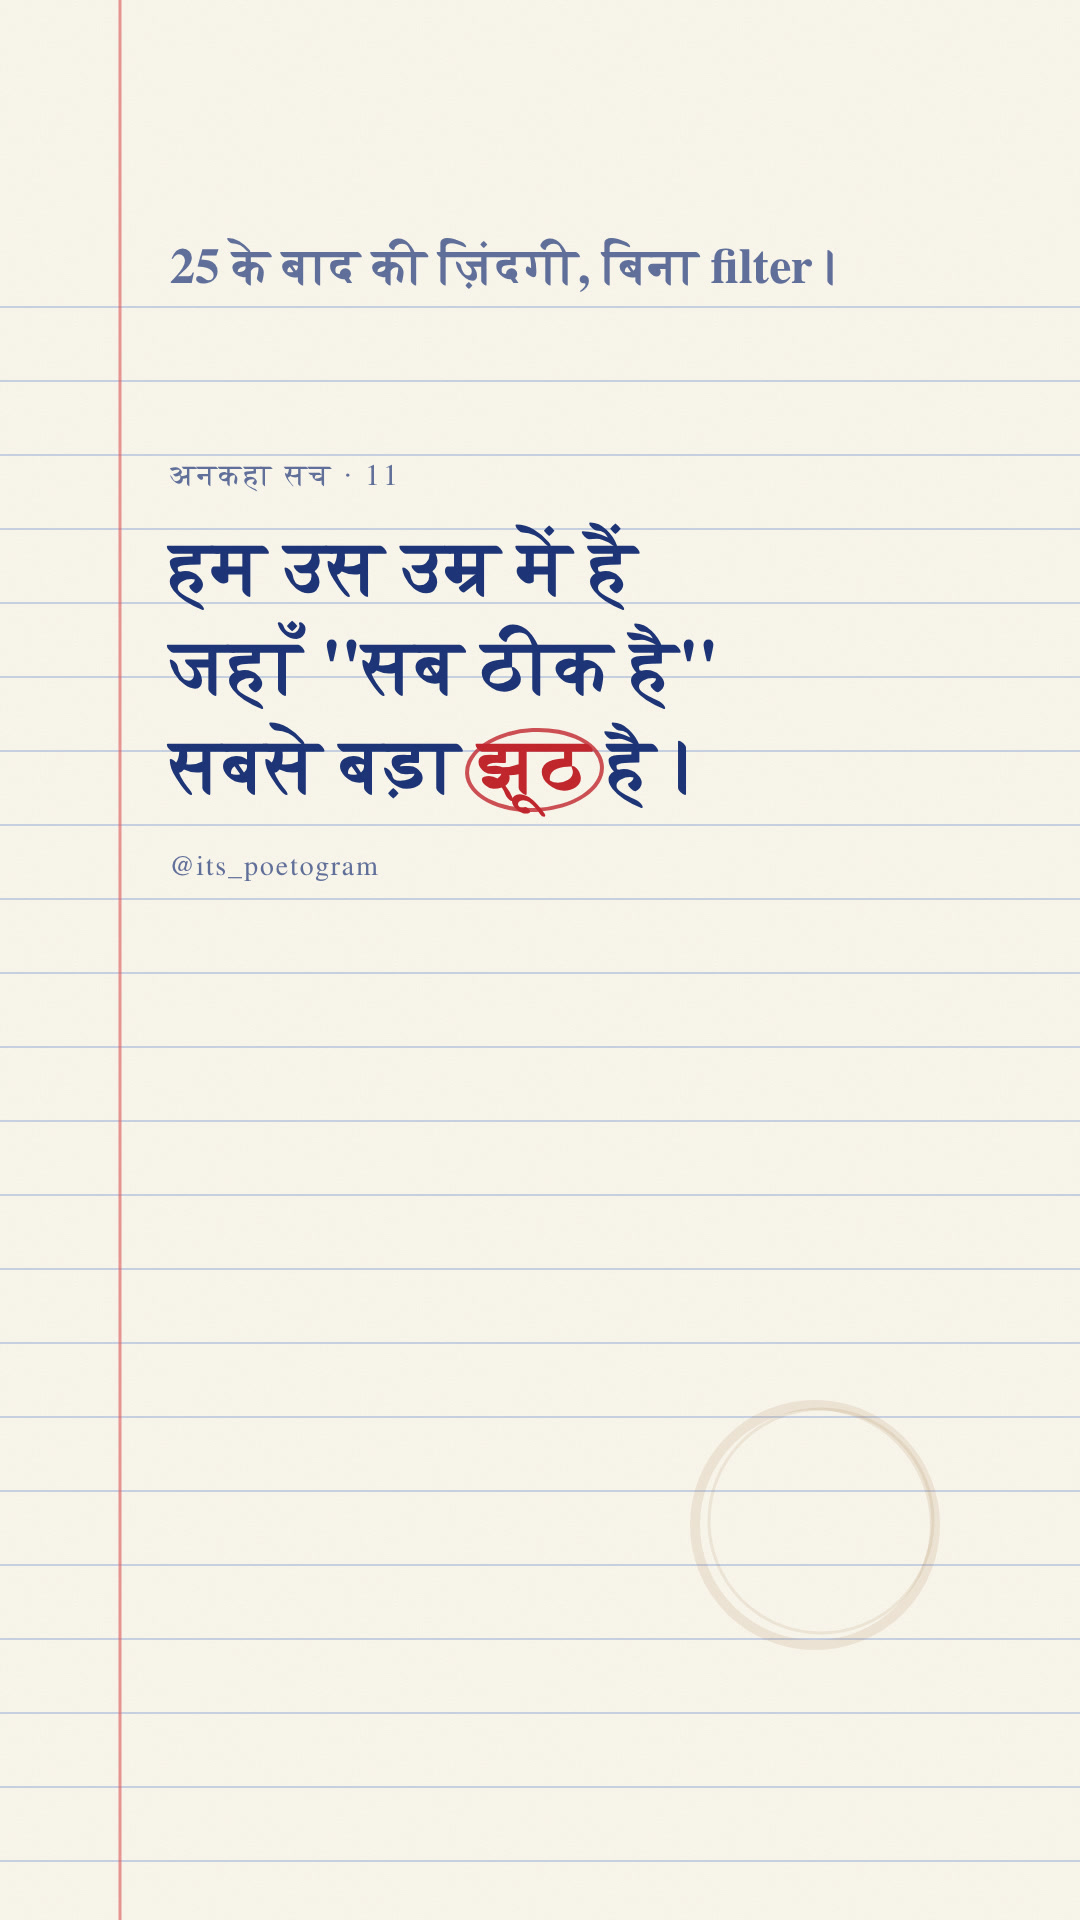 25 के बाद की ज़िंदगी, बिना filter।
अनकहा सच · 11
हम उस उम्र में हैं
जहाँ "सब ठीक है"
सबसे बड़ा झूठ है।
@its_poetogram